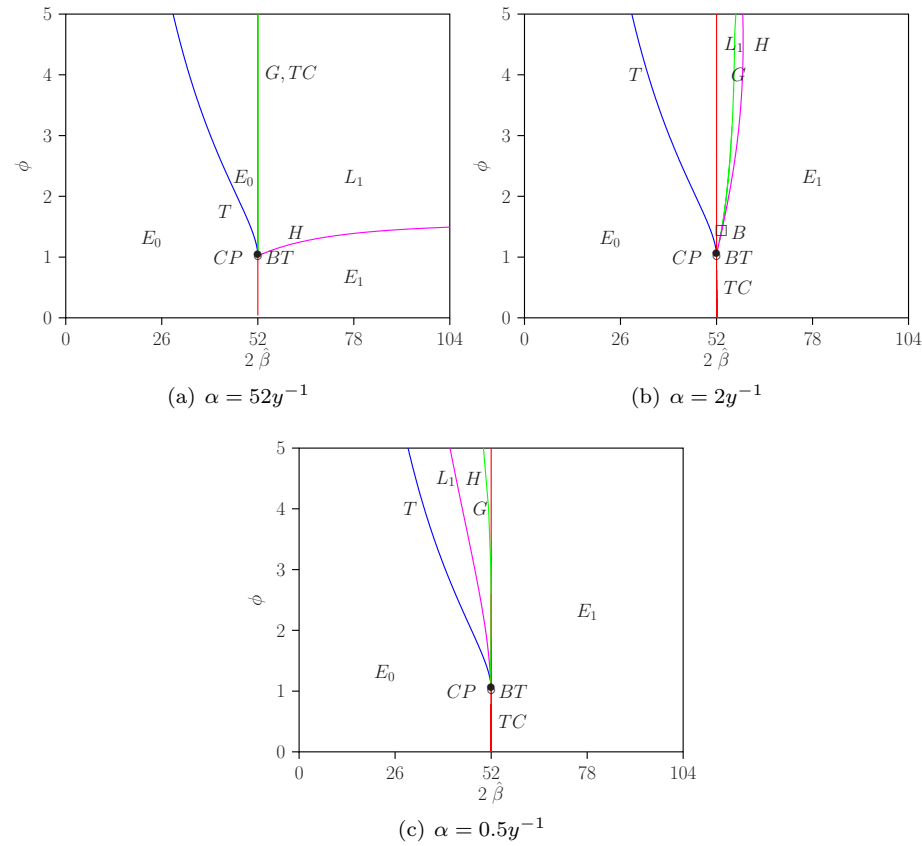 5
4
3
2
1
0
ϕ
G, TC
E₀
L₁
T
H
E₀
CP
BT
E₁
0
26
52
78
104
2 β̂
(a) α = 52y⁻¹
5
4
3
2
1
0
ϕ
L₁
H
T
G
E₁
B
E₀
CP
BT
TC
0
26
52
78
104
2 β̂
(b) α = 2y⁻¹
5
4
3
2
1
0
ϕ
L₁
H
T
G
E₁
E₀
CP
BT
TC
0
26
52
78
104
2 β̂
(c) α = 0.5y⁻¹